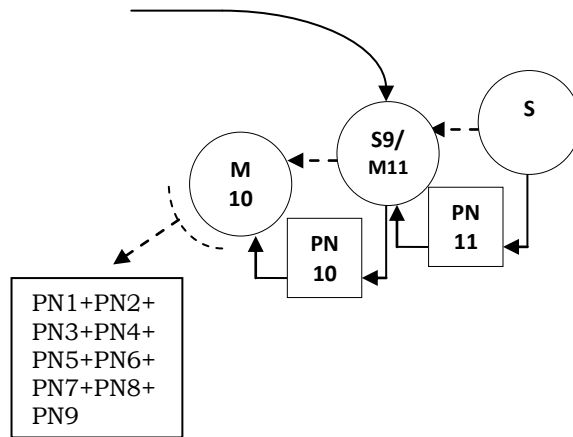 S
S9/
M11
M
10
PN
11
PN
10
PN1+PN2+
PN3+PN4+
PN5+PN6+
PN7+PN8+
PN9